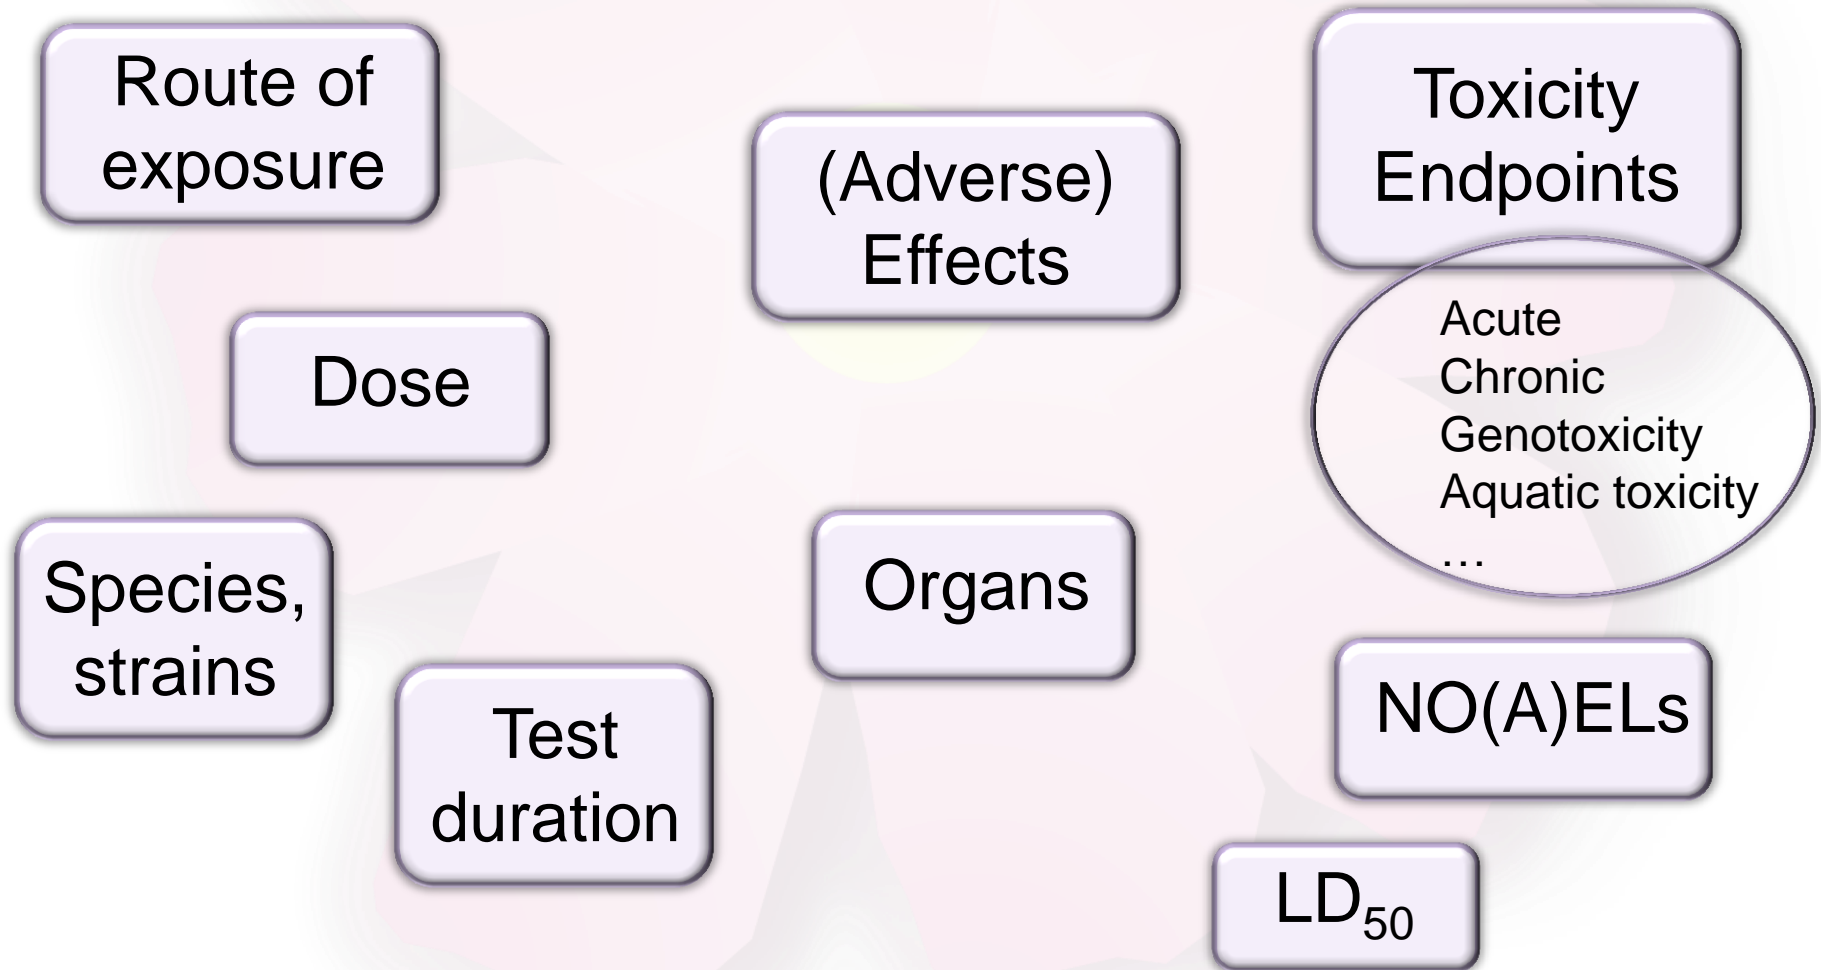 Route of
exposure
(Adverse)
Effects
Toxicity
Endpoints
Dose
Acute
Chronic
Genotoxicity
Aquatic toxicity
…
Species,
strains
Organs
Test
duration
NO(A)ELs
LD50